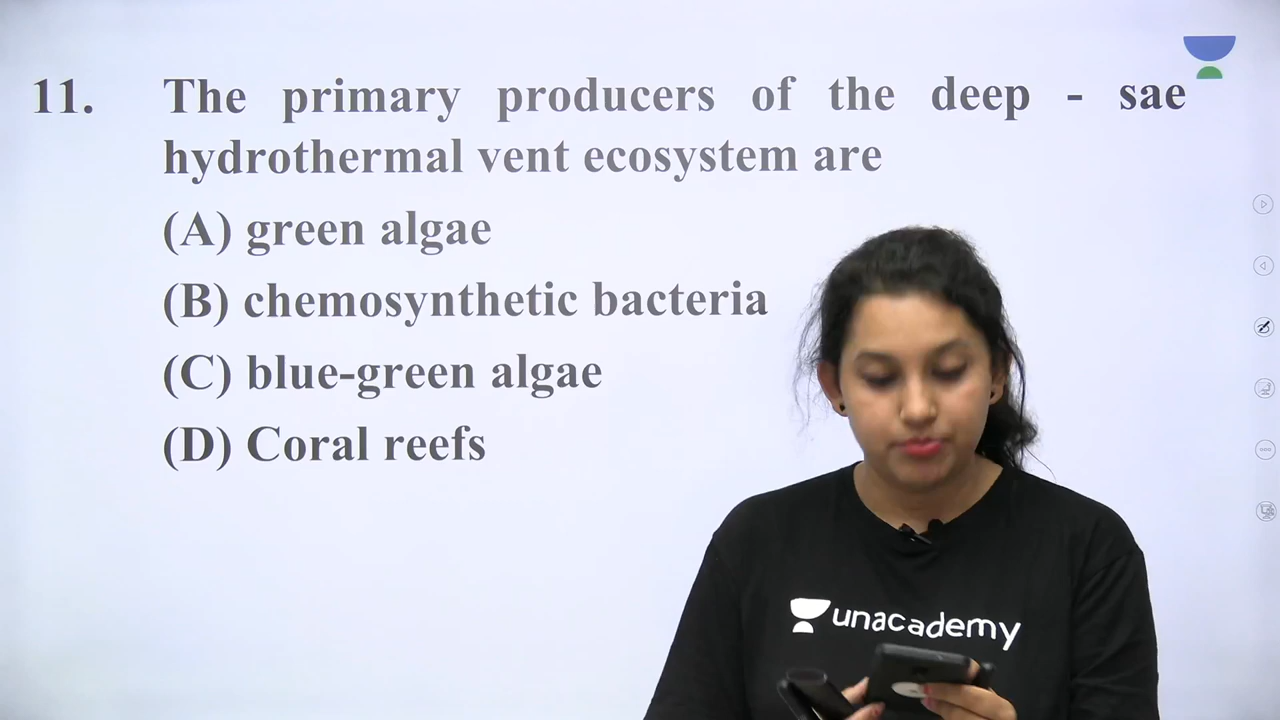 11. The primary producers of the deep - sae
hydrothermal vent ecosystem are
(A) green algae
(B) chemosynthetic bacteria
(C) blue-green algae
(D) Coral reefs
unacademy